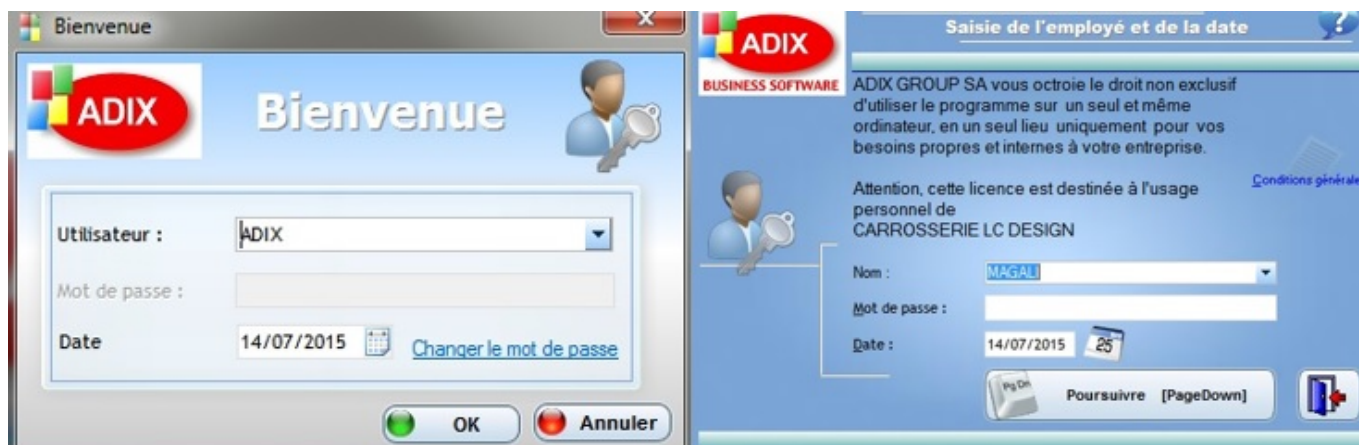 Bienvenue
ADIX
Bienvenue
Utilisateur :
ADIX
Mot de passe :
Date
14/07/2015
Changer le mot de passe
OK
Annuler
ADIX
BUSINESS SOFTWARE
Saisie de l'employé et de la date
?
ADIX GROUP SA vous octroie le droit non exclusif
d'utiliser le programme sur un seul et même
ordinateur, en un seul lieu uniquement pour vos
besoins propres et internes à votre entreprise.
Conditions générale
Attention, cette licence est destinée à l'usage
personnel de
CARROSSERIE LC DESIGN
Nom :
MAGALI
Mot de passe :
Date :
14/07/2015
25
Pg Dn
Poursuivre [PageDown]